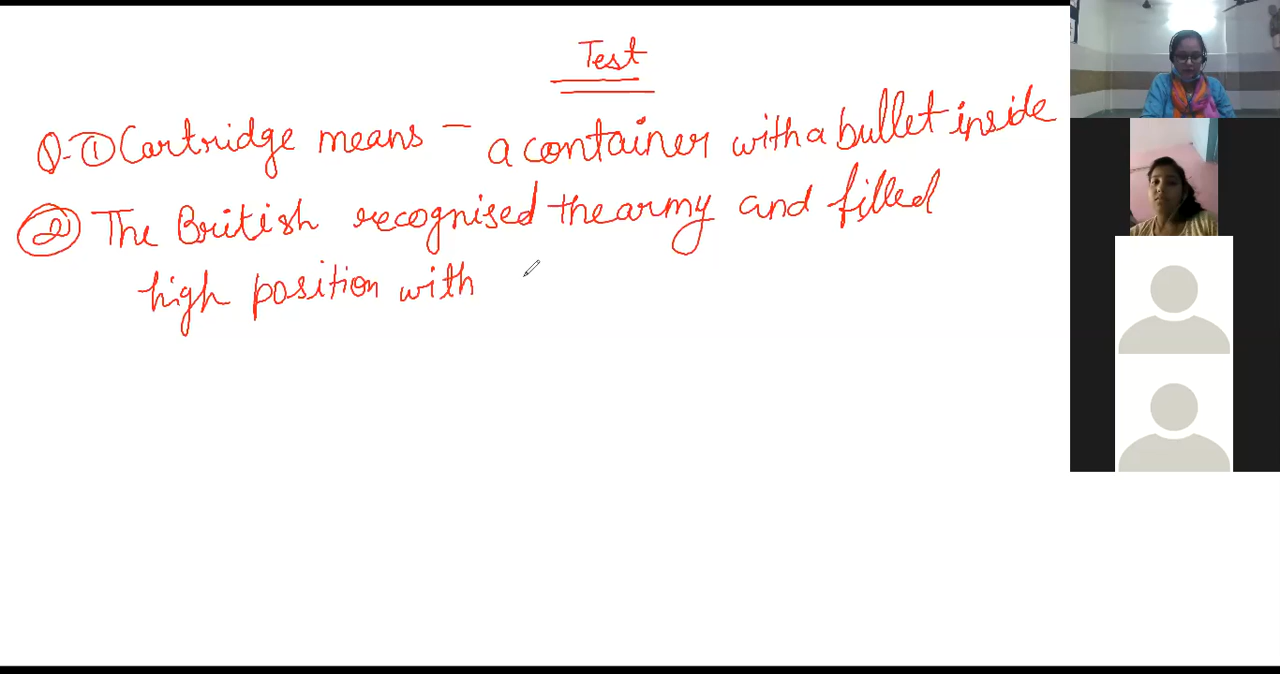 Test
Q.① Cartridge means - a container with a bullet inside
② The British recognised the army and filled
high position with